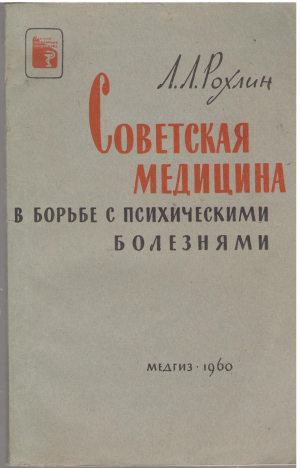 Л.Л.Рохлин
Советская
медицина
в борьбе с психическими
болезнями
Медгиз · 1960